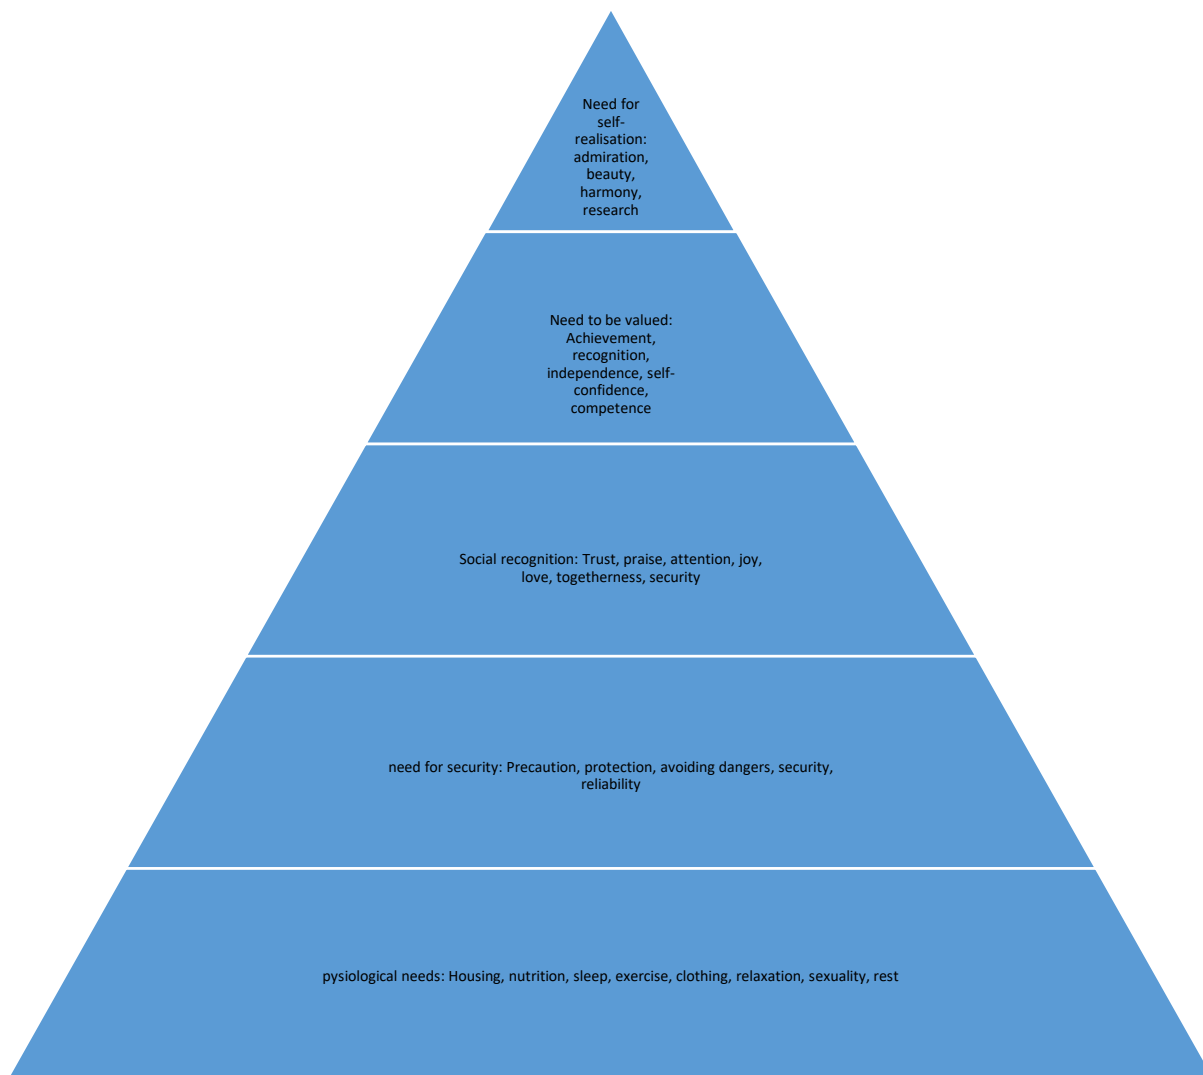 Need for
self-
realisation:
admiration,
beauty,
harmony,
research
Need to be valued:
Achievement,
recognition,
independence, self-
confidence,
competence
Social recognition: Trust, praise, attention, joy,
love, togetherness, security
need for security: Precaution, protection, avoiding dangers, security,
reliability
pysiological needs: Housing, nutrition, sleep, exercise, clothing, relaxation, sexuality, rest